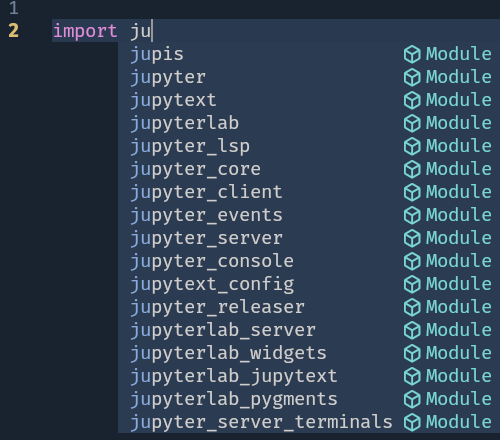 1
2 import ju
jupis Module
jupyter Module
jupytext Module
jupyterlab Module
jupyter_lsp Module
jupyter_core Module
jupyter_client Module
jupyter_events Module
jupyter_server Module
jupyter_console Module
jupytext_config Module
jupyter_releaser Module
jupyterlab_server Module
jupyterlab_widgets Module
jupyterlab_jupytext Module
jupyterlab_pygments Module
jupyter_server_terminals Module